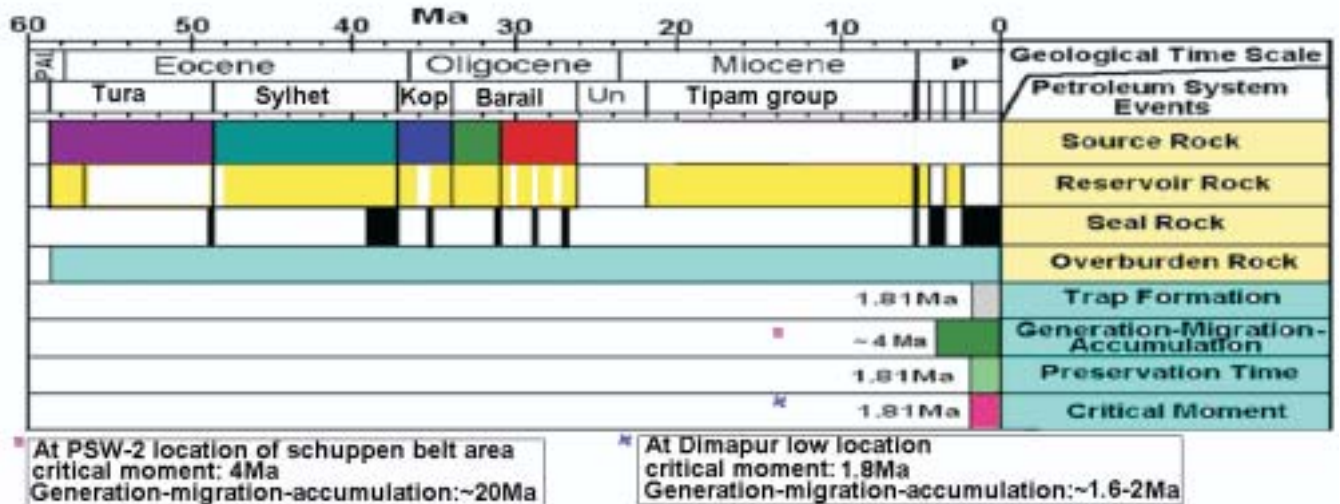 Ma
60 50 40 30 20 10 0
PAL Eocene Oligocene Miocene P Geological Time Scale
Tura Sylhet Kop Barail Un Tipam group Petroleum System
Events
Source Rock
Reservoir Rock
Seal Rock
Overburden Rock
1.81Ma Trap Formation
~4 Ma Generation-Migration-
Accumulation
1.81Ma Preservation Time
1.81Ma Critical Moment
At PSW-2 location of schuppen belt area
critical moment: 4Ma
Generation-migration-accumulation:~20Ma
At Dimapur low location
critical moment: 1.8Ma
Generation-migration-accumulation:~1.6-2Ma